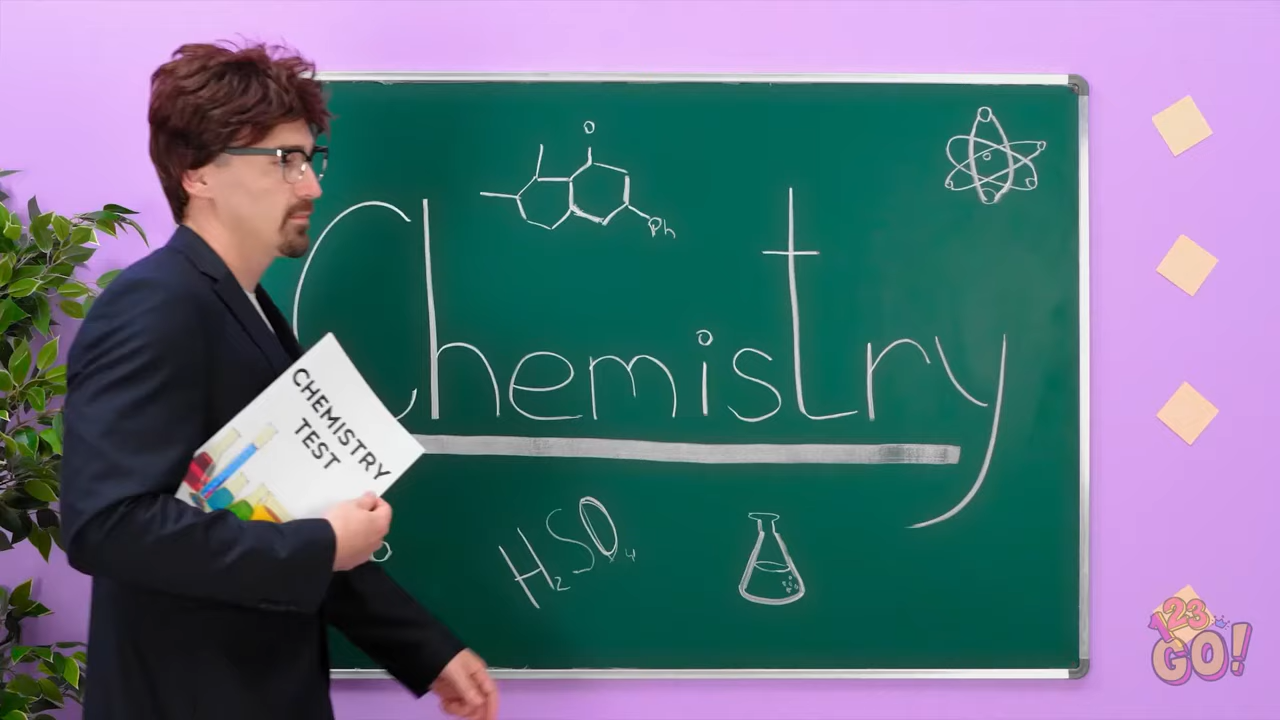 O
Ph
Chemistry
CHEMISTRY
TEST
H₂SO₄
123
GO!